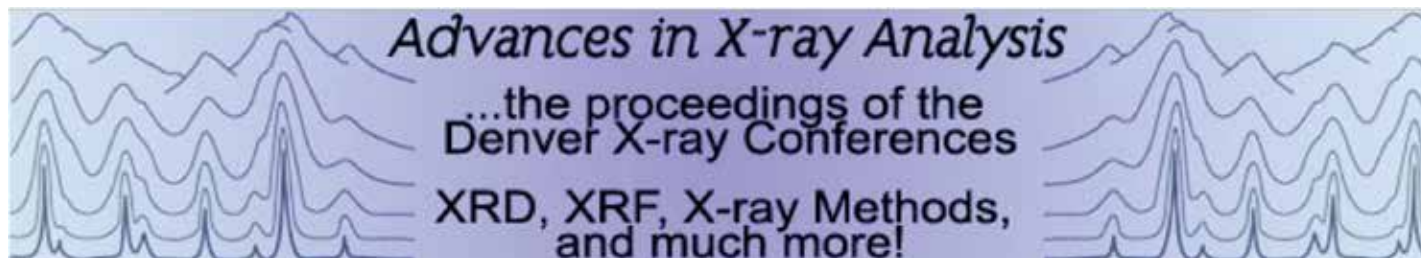 Advances in X-ray Analysis
...the proceedings of the
Denver X-ray Conferences
XRD, XRF, X-ray Methods,
and much more!